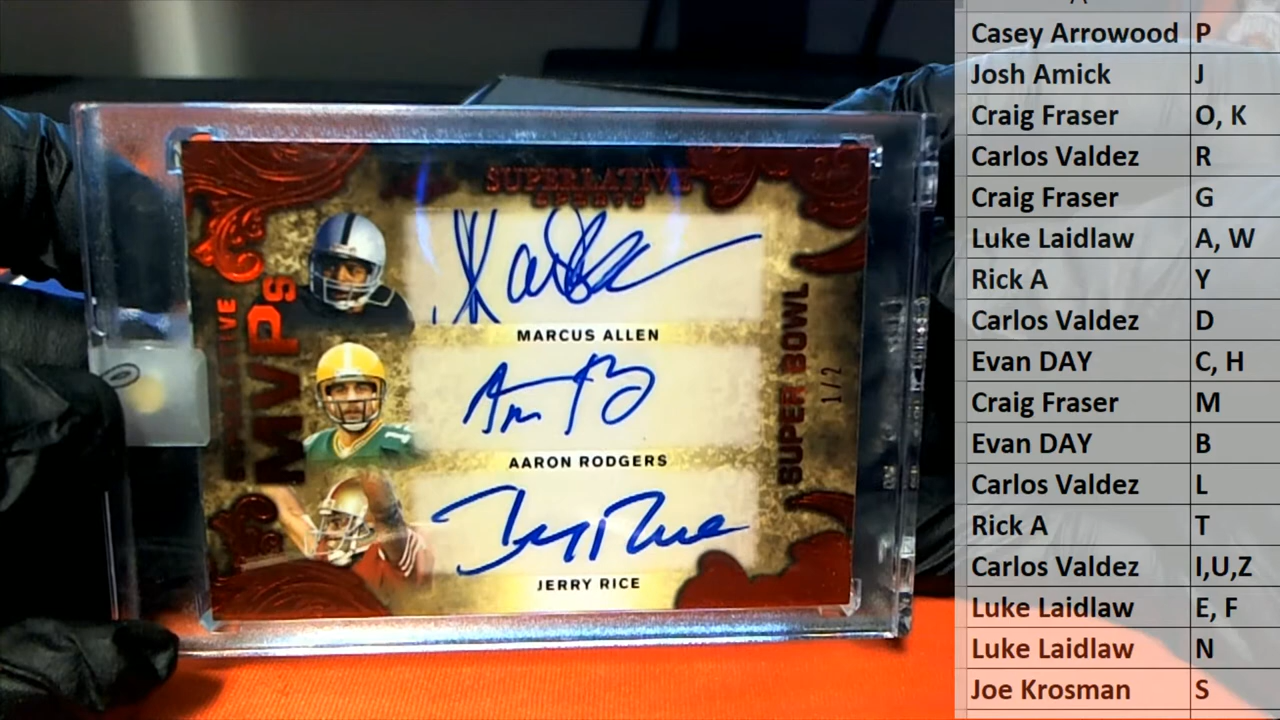 SUPERLATIVE
SPORTS
MVPs
SUPER BOWL
1/2
MARCUS ALLEN
AARON RODGERS
JERRY RICE
Casey Arrowood P
Josh Amick J
Craig Fraser O, K
Carlos Valdez R
Craig Fraser G
Luke Laidlaw A, W
Rick A Y
Carlos Valdez D
Evan DAY C, H
Craig Fraser M
Evan DAY B
Carlos Valdez L
Rick A T
Carlos Valdez I,U,Z
Luke Laidlaw E, F
Luke Laidlaw N
Joe Krosman S